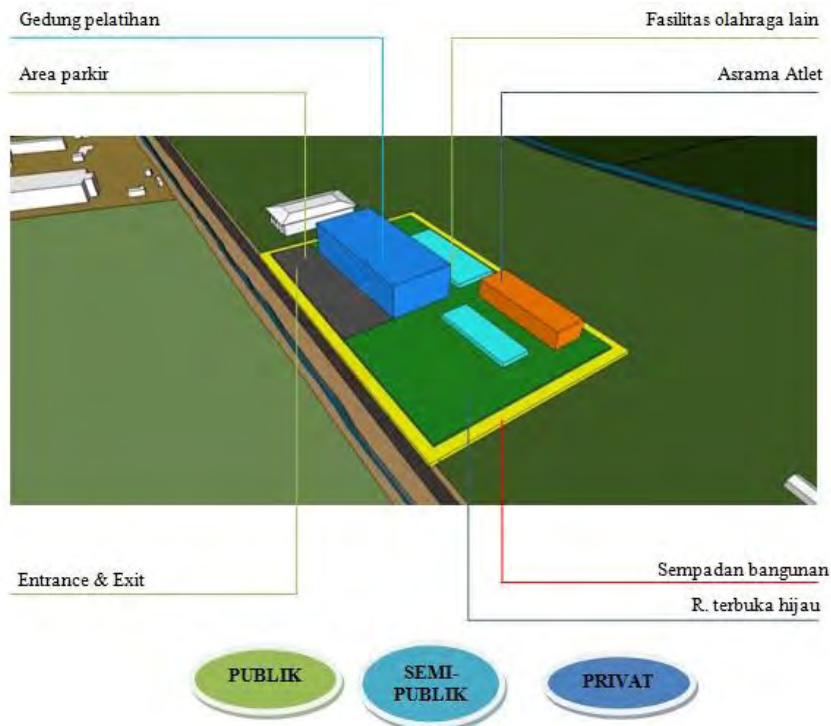 Gedung pelatihan
Fasilitas olahraga lain
Area parkir
Asrama Atlet
Entrance & Exit
Sempadan bangunan
R. terbuka hijau
PUBLIK
SEMI-
PUBLIK
PRIVAT